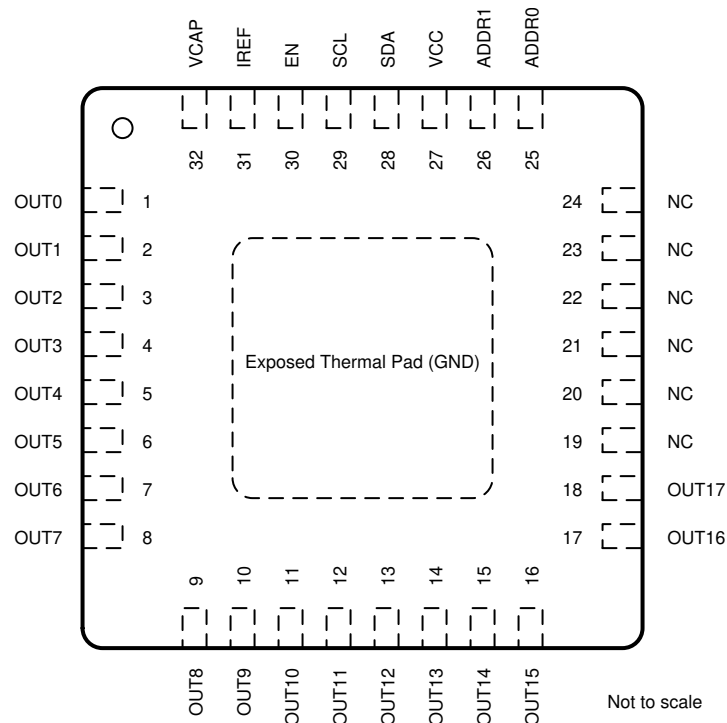 VCAP
IREF
EN
SCL
SDA
VCC
ADDR1
ADDR0
32
31
30
29
28
27
26
25
OUT0 1 24 NC
OUT1 2 23 NC
OUT2 3 22 NC
OUT3 4 21 NC
Exposed Thermal Pad (GND)
OUT4 5 20 NC
OUT5 6 19 NC
OUT6 7 18 OUT17
OUT7 8 17 OUT16
9
10
11
12
13
14
15
16
OUT8
OUT9
OUT10
OUT11
OUT12
OUT13
OUT14
OUT15
Not to scale